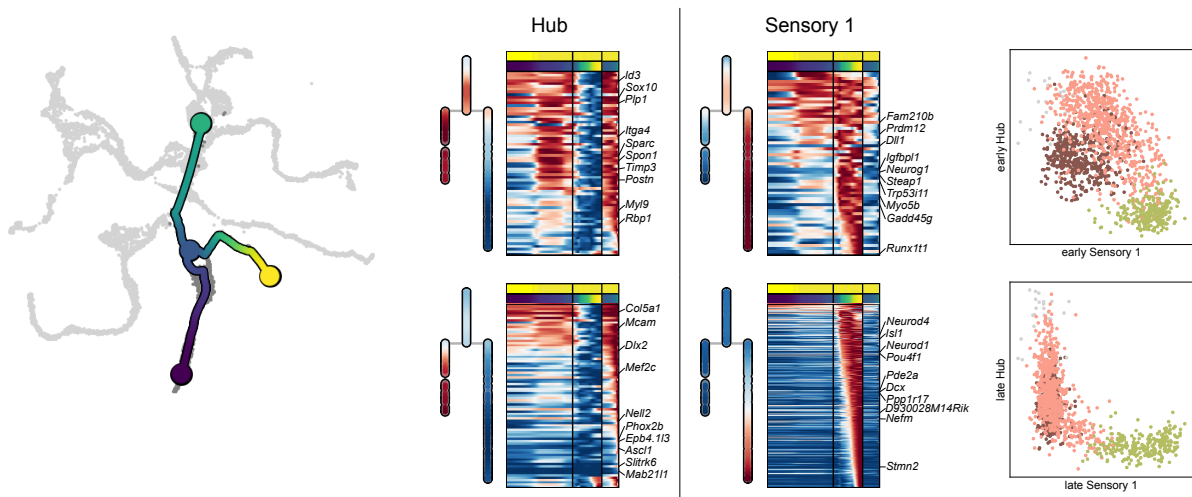 Hub
Sensory 1
Id3
Sox10
Plp1
Itga4
Sparc
Spon1
Timp3
Postn
Myl9
Rbp1
Fam210b
Prdm12
Dll1
Igfbpl1
Neurog1
Steap1
Trp53i11
Myo5b
Gadd45g
Runx1t1
early Hub
early Sensory 1
Col5a1
Mcam
Dlx2
Mef2c
Nell2
Phox2b
Epb4.1l3
Ascl1
Slitrk6
Mab21l1
Neurod4
Isl1
Neurod1
Pou4f1
Pde2a
Dcx
Ppp1r17
D930028M14Rik
Nefm
Stmn2
late Hub
late Sensory 1